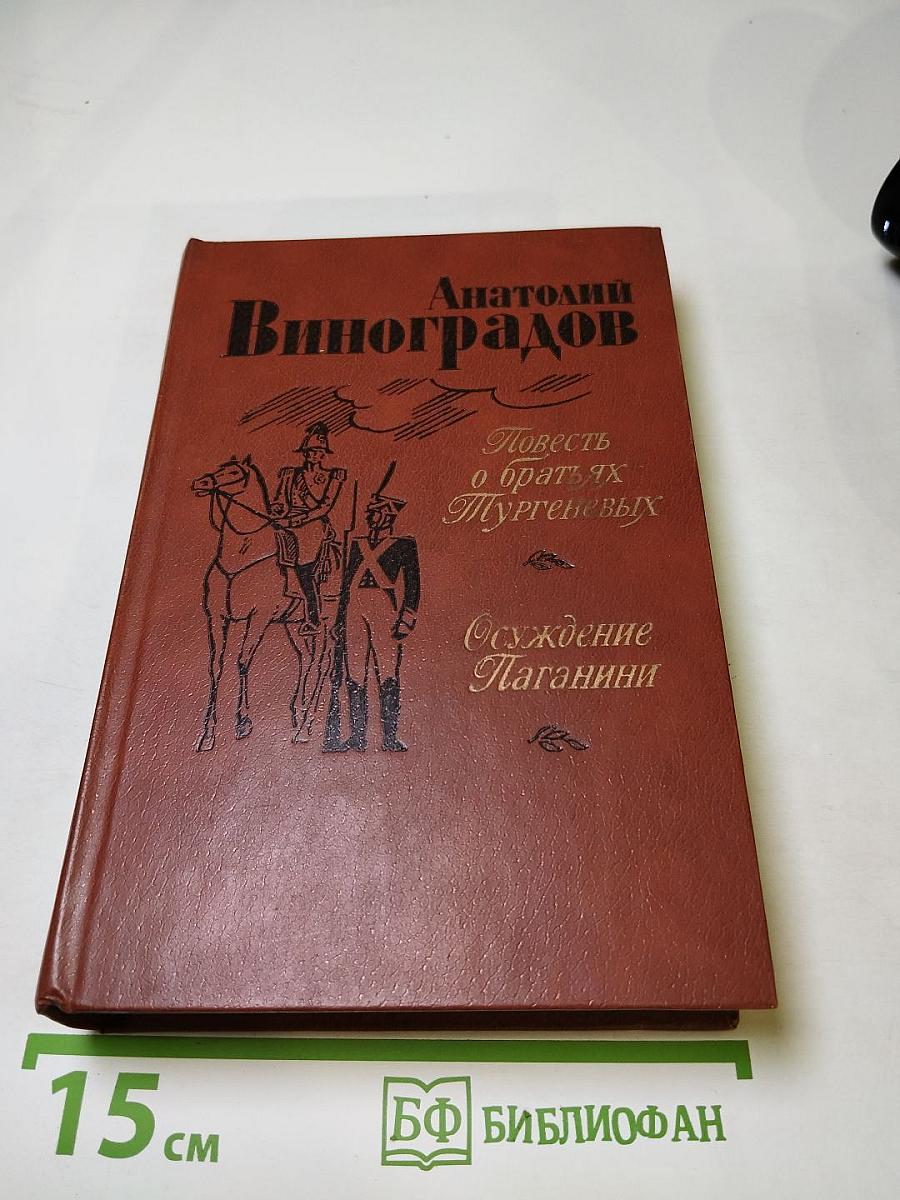 Анатолий
Виноградов
Повесть
о братьях
Тургеневых
Осуждение
Паганини
15 см
БФ БИБЛИОФАН